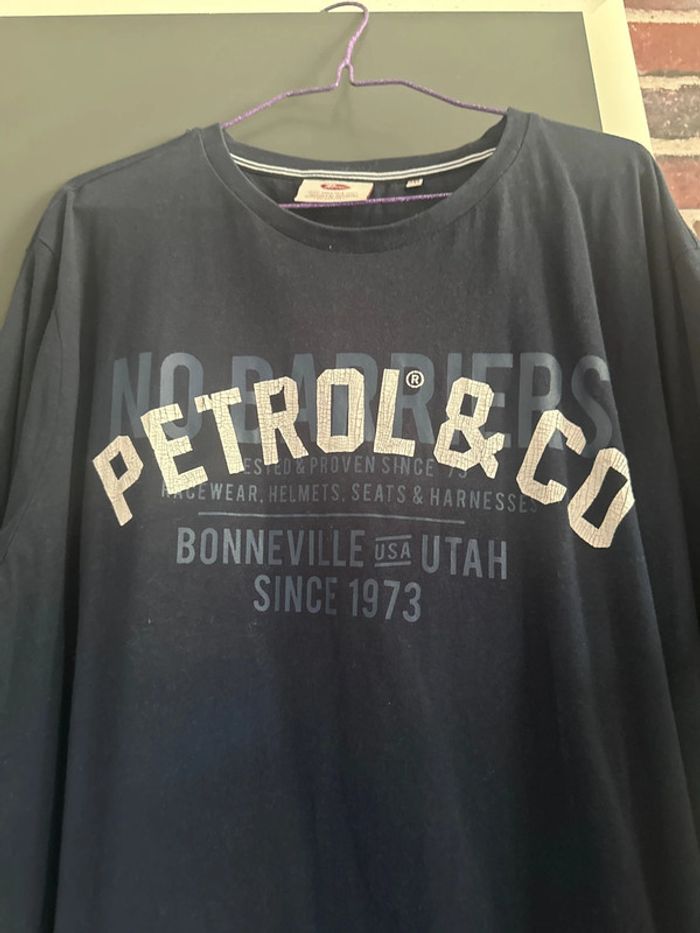 NO BARRIERS
PETROL®&CO
TESTED & PROVEN SINCE '73
RACEWEAR, HELMETS, SEATS & HARNESSES
BONNEVILLE USA UTAH
SINCE 1973